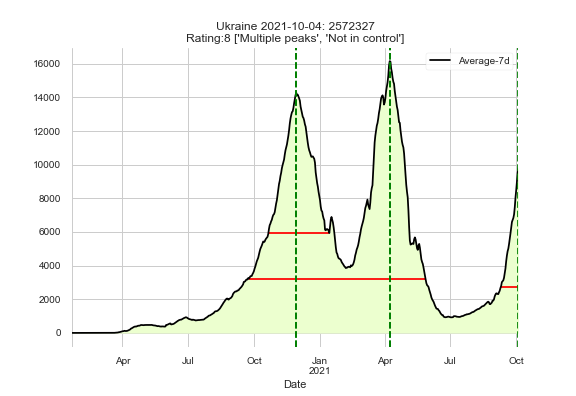 Ukraine 2021-10-04: 2572327
Rating:8 ['Multiple peaks', 'Not in control']
Average-7d
16000
14000
12000
10000
8000
6000
4000
2000
0
Apr Jul Oct Jan Apr Jul Oct
2021
Date